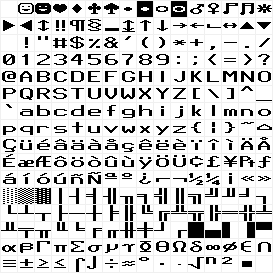 ☺☻♥♦♣♠•◘○◙♂♀♪♫☼
►◄↕‼¶§▬↨↑↓→←∟↔▲▼
!"#$%&'()*+,-./
0123456789:;<=>?
@ABCDEFGHIJKLMNO
PQRSTUVWXYZ[\]^_
`abcdefghijklmno
pqrstuvwxyz{|}~⌂
ÇüéâäàåçêëèïîìÄÅ
ÉæÆôöòûùÿÖÜ¢£¥₧ƒ
áíóúñÑªº¿⌐¬½¼¡«»
░▒▓│┤╡╢╖╕╣║╗╝╜╛┐
└┴┬├─┼╞╟╚╔╩╦╠═╬╧
╨╤╥╙╘╒╓╫╪┘┌█▄▌▐▀
αßΓπΣσµτΦΘΩδ∞φε∩
≡±≥≤⌠⌡÷≈°∙·√ⁿ²■